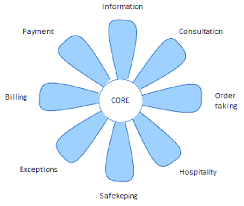 Information
Payment
Consultation
Billing
CORE
Order
taking
Exceptions
Hospitality
Safekeping